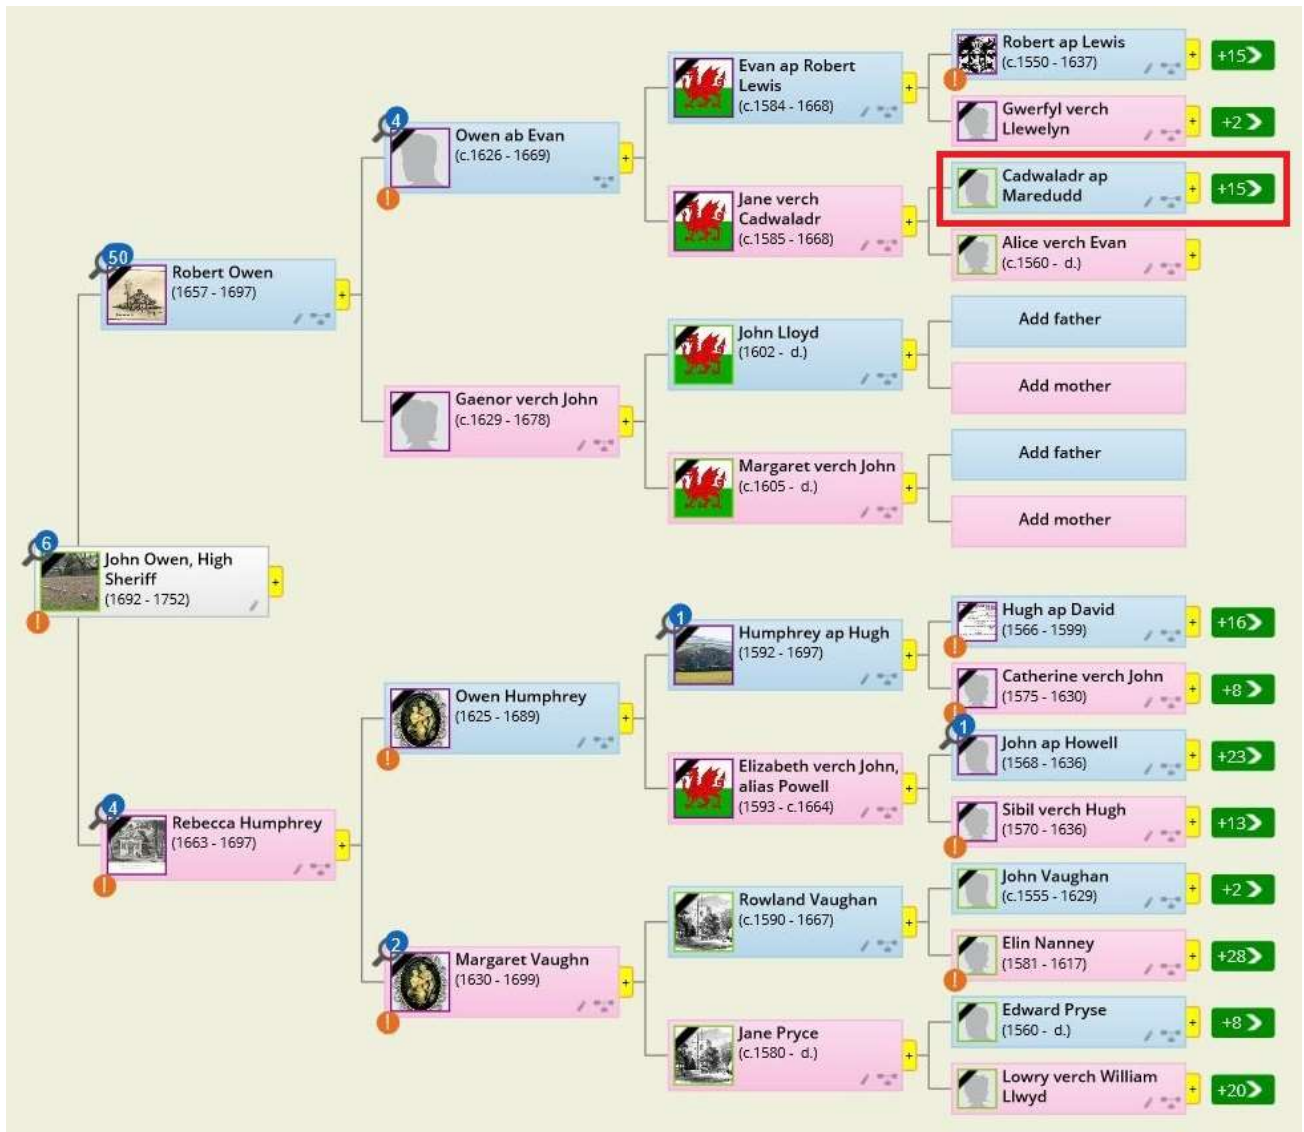 Robert ap Lewis
(c.1550 - 1637)
+
+15
Evan ap Robert
Lewis
(c.1584 - 1668)
+
Gwerfyl verch
Llewelyn
+
+2
4
Owen ab Evan
(c.1626 - 1669)
+
Cadwaladr ap
Maredudd
+
+15
Jane verch
Cadwaladr
(c.1585 - 1668)
+
Alice verch Evan
(c.1560 - d.)
+
50
Robert Owen
(1657 - 1697)
+
John Lloyd
(1602 - d.)
+
Add father
Add mother
Gaenor verch John
(c.1629 - 1678)
+
Margaret verch John
(c.1605 - d.)
+
Add father
Add mother
6
John Owen, High
Sheriff
(1692 - 1752)
+
Hugh ap David
(1566 - 1599)
+
+16
1
Humphrey ap Hugh
(1592 - 1697)
+
Catherine verch John
(1575 - 1630)
+
+8
Owen Humphrey
(1625 - 1689)
+
1
John ap Howell
(1568 - 1636)
+
+23
Elizabeth verch John,
alias Powell
(1593 - c.1664)
+
Sibil verch Hugh
(1570 - 1636)
+
+13
4
Rebecca Humphrey
(1663 - 1697)
+
John Vaughan
(c.1555 - 1629)
+
+2
Rowland Vaughan
(c.1590 - 1667)
+
Elin Nanney
(1581 - 1617)
+
+28
2
Margaret Vaughn
(1630 - 1699)
+
Edward Pryse
(1560 - d.)
+
+8
Jane Pryce
(c.1580 - d.)
+
Lowry verch William
Llwyd
+
+20